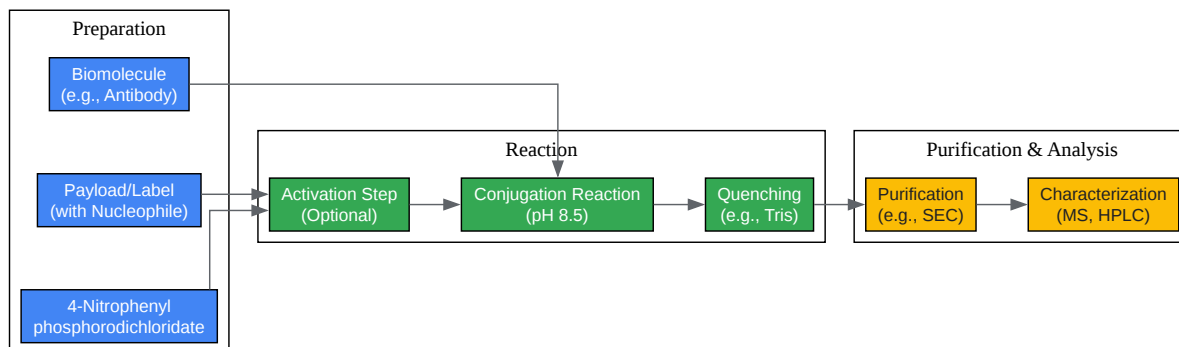 Preparation
Biomolecule
(e.g., Antibody)
Payload/Label
(with Nucleophile)
4-Nitrophenyl
phosphorodichloridate
Reaction
Activation Step
(Optional)
Conjugation Reaction
(pH 8.5)
Quenching
(e.g., Tris)
Purification & Analysis
Purification
(e.g., SEC)
Characterization
(MS, HPLC)